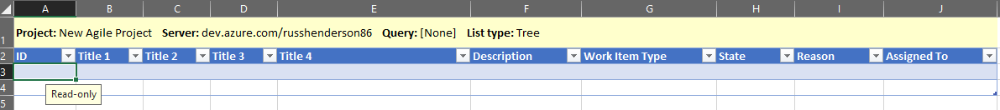 A B C D E F G H I J
1 Project: New Agile Project Server: dev.azure.com/russhenderson86 Query: [None] List type: Tree
2 ID Title 1 Title 2 Title 3 Title 4 Description Work Item Type State Reason Assigned To
3
Read-only
4
5